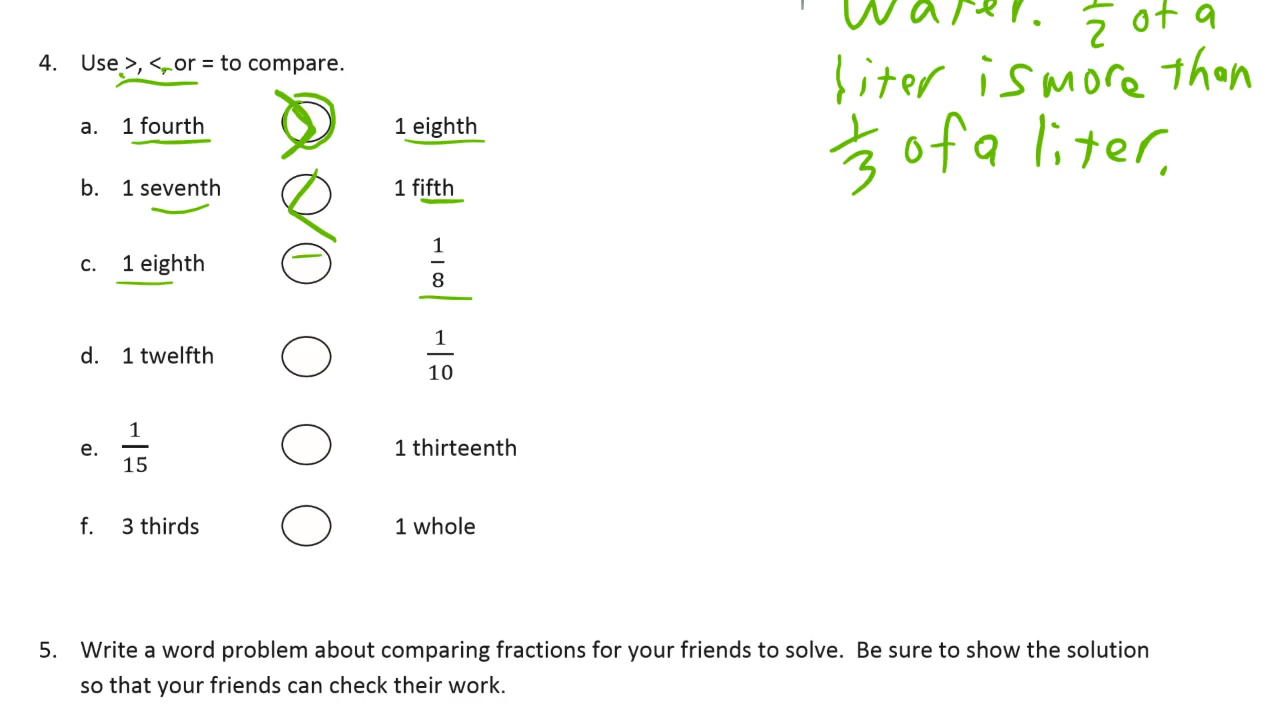 water. 1/2 of a
liter is more than
1/3 of a liter.
4. Use >, <, or = to compare.
a. 1 fourth > 1 eighth
b. 1 seventh < 1 fifth
c. 1 eighth – 1/8
d. 1 twelfth 1/10
e. 1/15 1 thirteenth
f. 3 thirds 1 whole
5. Write a word problem about comparing fractions for your friends to solve. Be sure to show the solution
so that your friends can check their work.